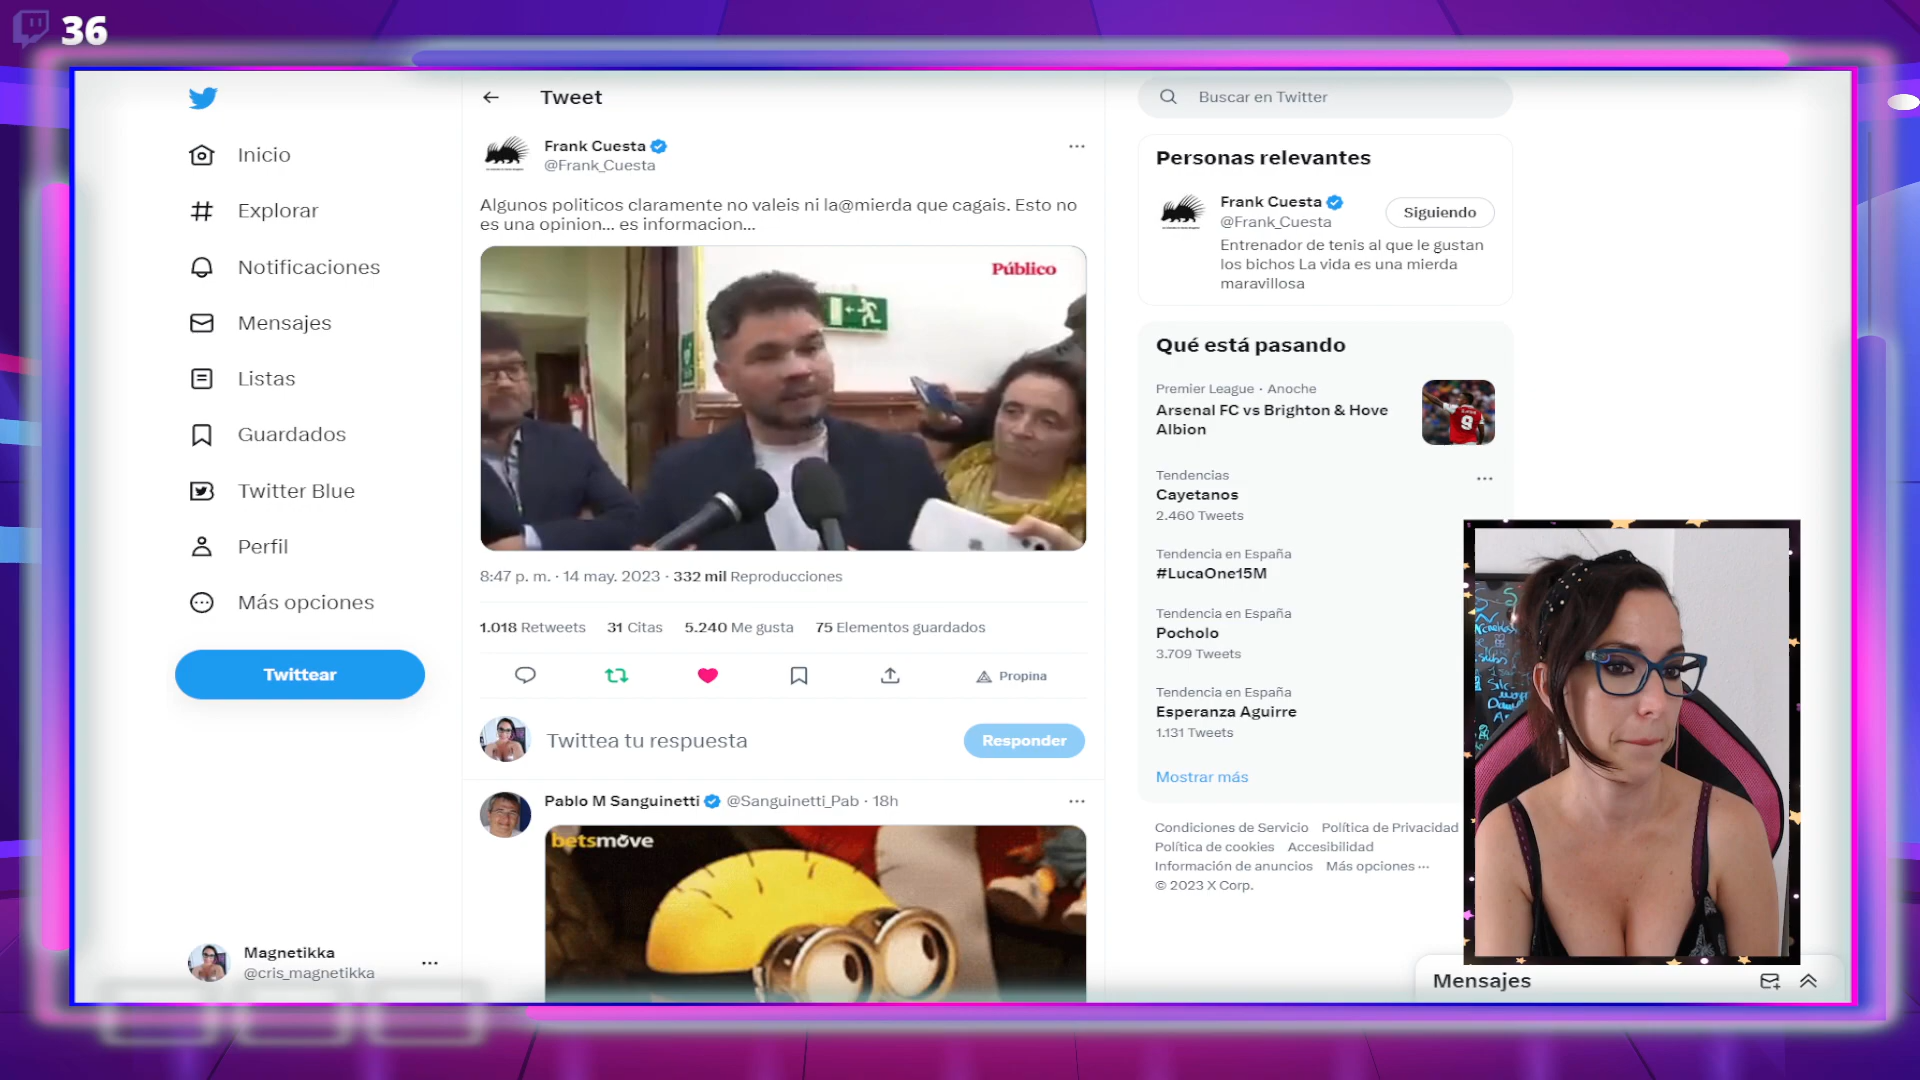 36
Inicio
Explorar
Notificaciones
Mensajes
Listas
Guardados
Twitter Blue
Perfil
Más opciones
Twittear
Magnetikka
@cris_magnetikka
Tweet
Frank Cuesta
@Frank_Cuesta
Algunos politicos claramente no valeis ni la@mierda que cagais. Esto no
es una opinion... es informacion...
Público
8:47 p. m. · 14 may. 2023 · 332 mil Reproducciones
1.018 Retweets 31 Citas 5.240 Me gusta 75 Elementos guardados
Propina
Twittea tu respuesta
Responder
Pablo M Sanguinetti @Sanguinetti_Pab · 18h
betsmove
Buscar en Twitter
Personas relevantes
Frank Cuesta
@Frank_Cuesta
Siguiendo
Entrenador de tenis al que le gustan
los bichos La vida es una mierda
maravillosa
Qué está pasando
Premier League · Anoche
Arsenal FC vs Brighton & Hove
Albion
9
Tendencias
Cayetanos
2.460 Tweets
Tendencia en España
#LucaOne15M
Tendencia en España
Pocholo
3.709 Tweets
Tendencia en España
Esperanza Aguirre
1.131 Tweets
Mostrar más
Condiciones de Servicio Política de Privacidad
Política de cookies Accesibilidad
Información de anuncios Más opciones ···
© 2023 X Corp.
Mensajes